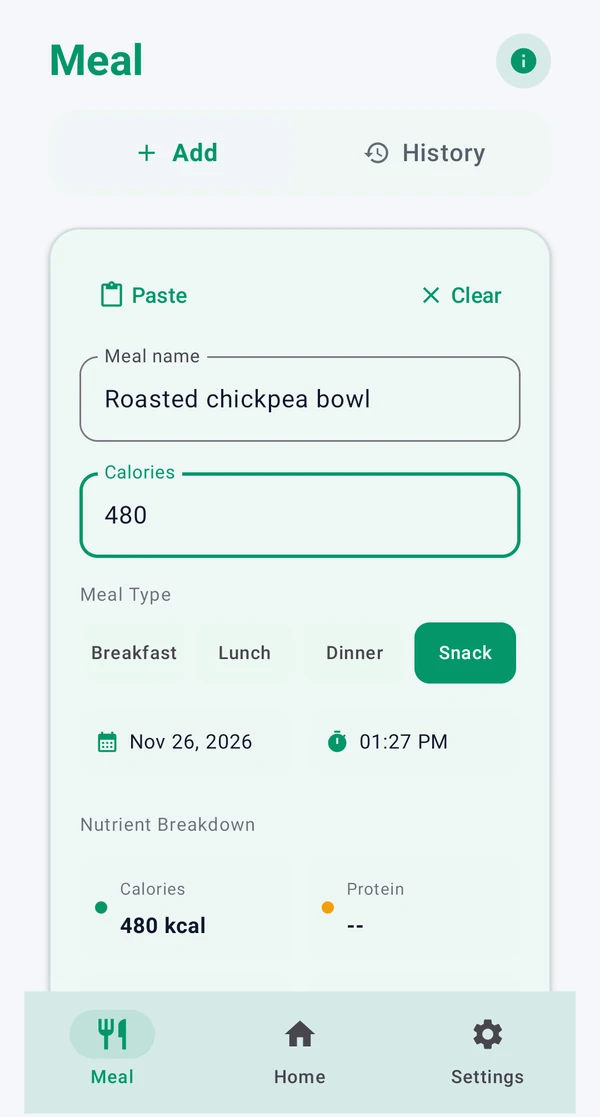 Meal
Add
History
Paste
Clear
Meal name
Roasted chickpea bowl
Calories
480
Meal Type
Breakfast
Lunch
Dinner
Snack
Nov 26, 2026
01:27 PM
Nutrient Breakdown
Calories
480 kcal
Protein
--
Meal
Home
Settings